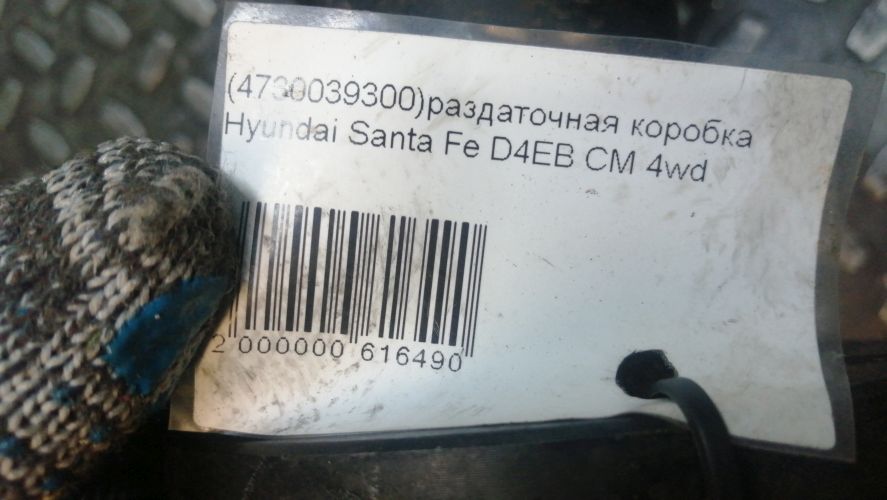 (4730039300)раздаточная коробка
Hyundai Santa Fe D4EB CM 4wd
2 000000 616490